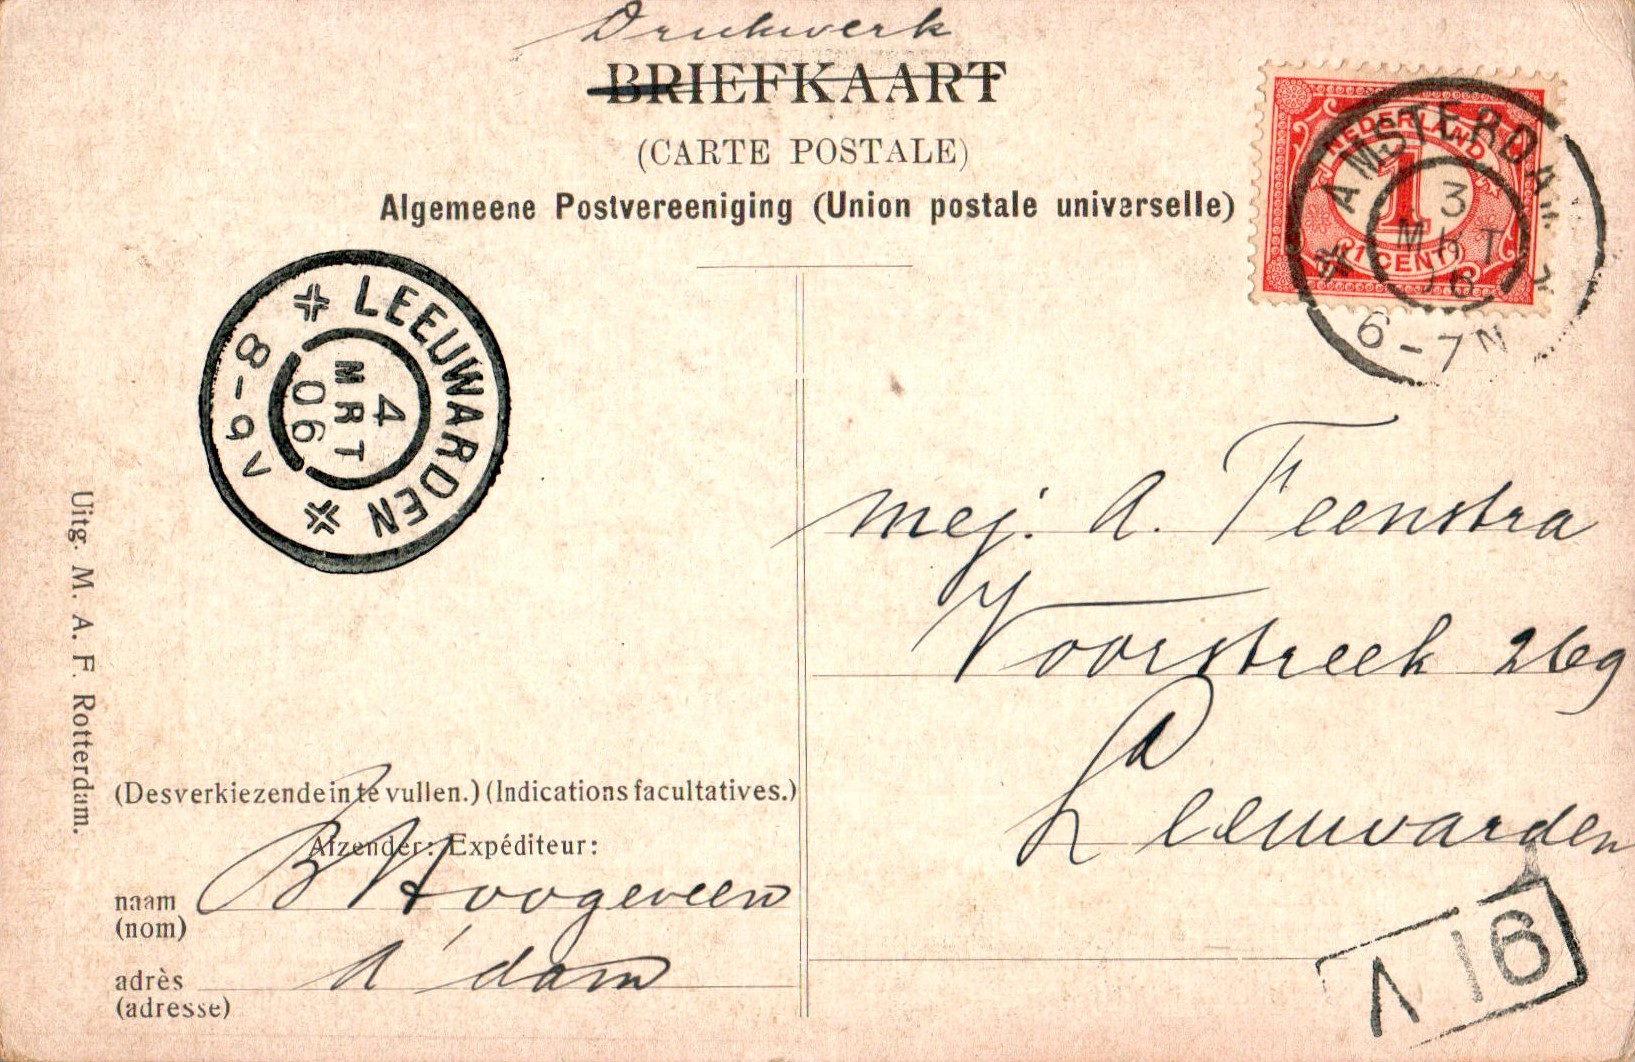 Drukwerk
BRIEFKAART
(CARTE POSTALE)
Algemeene Postvereeniging (Union postale universelle)
NEDERLAND
1
1 CENT
AMSTERDAM
3
MRT
06
6-7N
LEEUWARDEN
4
MRT
06
8-9V
mej. A. Feenstra
Voorstreek 269
Leeuwarden
Uitg. M. A. F. Rotterdam.
(Desverkiezende in te vullen.) (Indications facultatives.)
Afzender: Expéditeur:
naam B Hoogeveen
(nom)
adrès A'dam
(adresse)
16